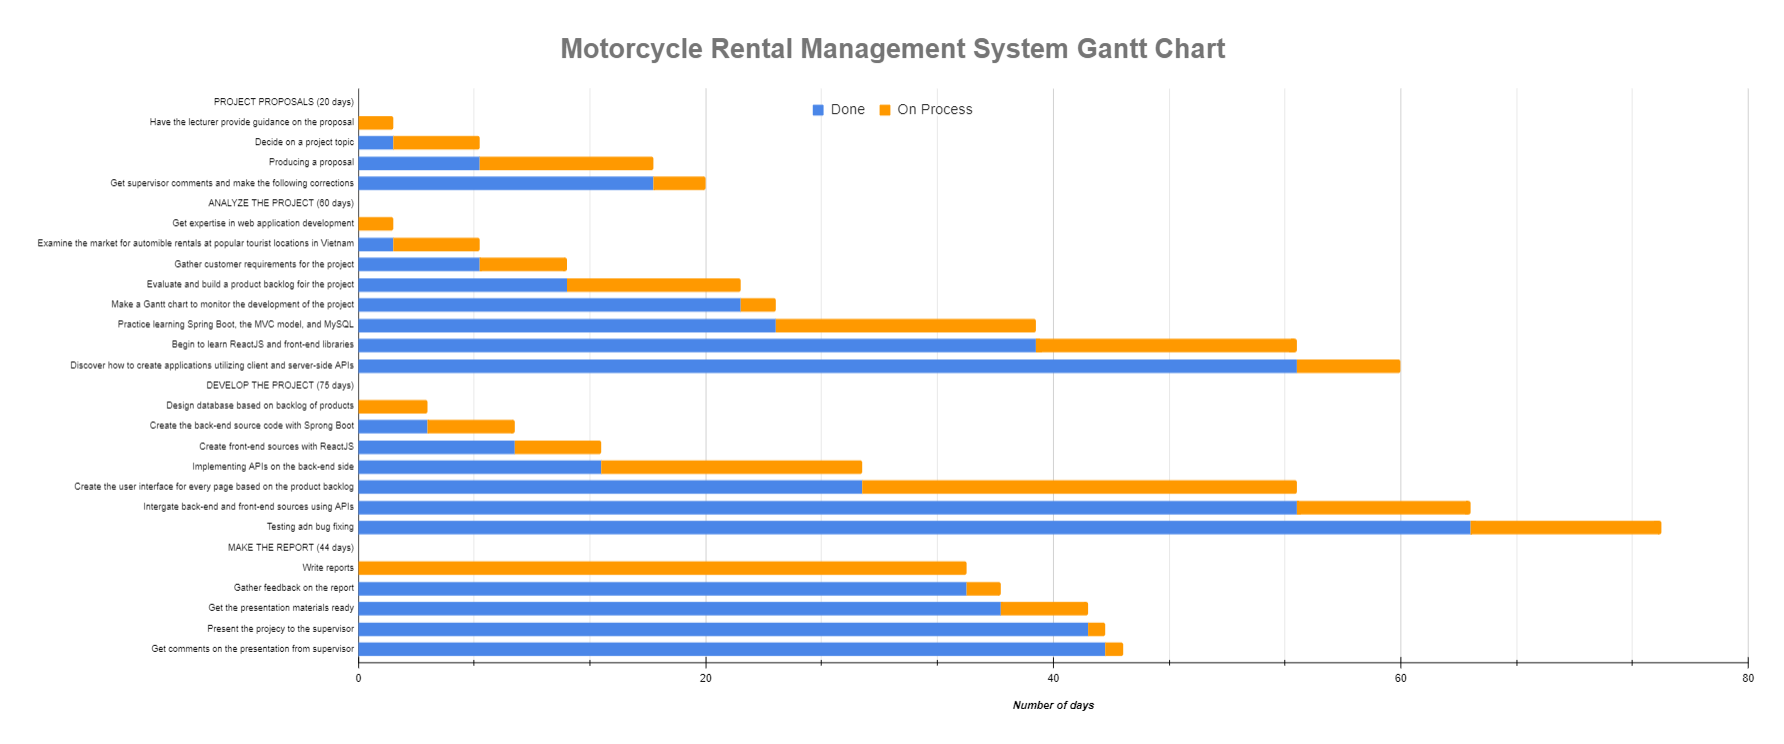 Motorcycle Rental Management System Gantt Chart
Done On Process
PROJECT PROPOSALS (20 days)
Have the lecturer provide guidance on the proposal
Decide on a project topic
Producing a proposal
Get supervisor comments and make the following corrections
ANALYZE THE PROJECT (60 days)
Get expertise in web application development
Examine the market for automible rentals at popular tourist locations in Vietnam
Gather customer requirements for the project
Evaluate and build a product backlog foir the project
Make a Gantt chart to monitor the development of the project
Practice learning Spring Boot, the MVC model, and MySQL
Begin to learn ReactJS and front-end libraries
Discover how to create applications utilizing client and server-side APIs
DEVELOP THE PROJECT (75 days)
Design database based on backlog of products
Create the back-end source code with Sprong Boot
Create front-end sources with ReactJS
Implementing APIs on the back-end side
Create the user interface for every page based on the product backlog
Intergate back-end and front-end sources using APIs
Testing adn bug fixing
MAKE THE REPORT (44 days)
Write reports
Gather feedback on the report
Get the presentation materials ready
Present the projecy to the supervisor
Get comments on the presentation from supervisor
0 20 40 60 80
Number of days